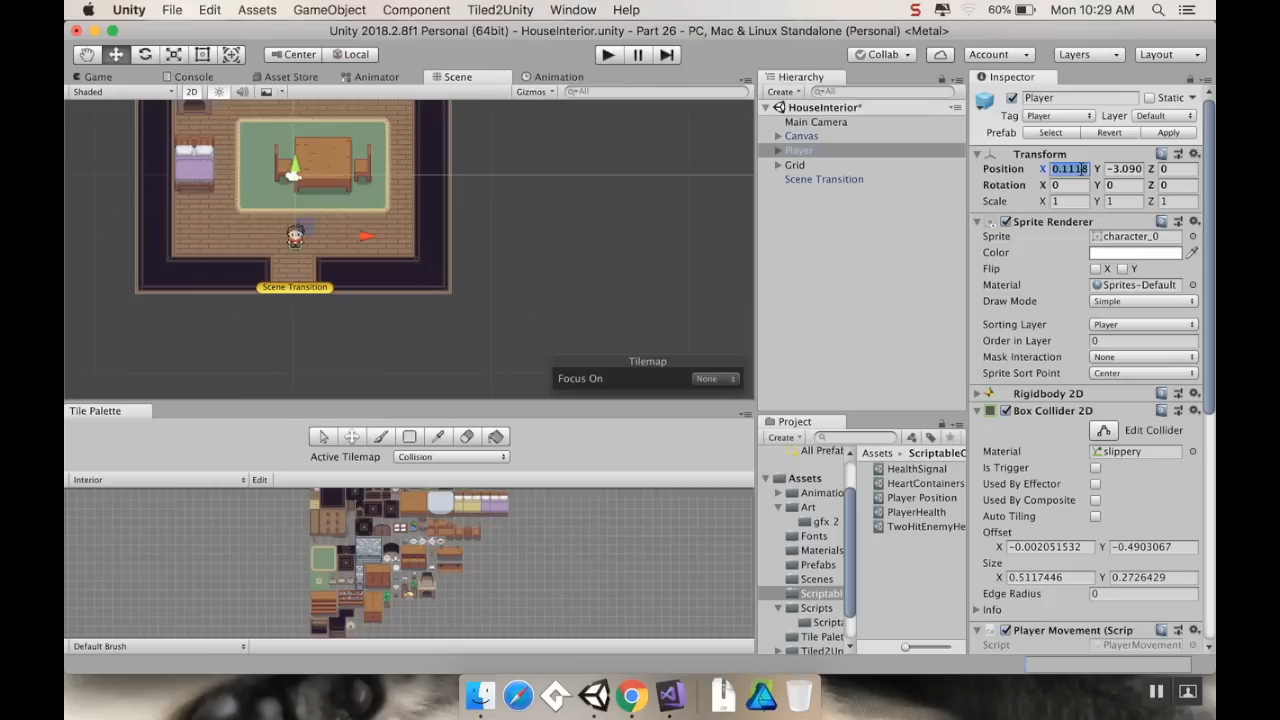 Unity File Edit Assets GameObject Component Tiled2Unity Window Help 60% Mon 10:29 AM
Unity 2018.2.8f1 Personal (64bit) - HouseInterior.unity - Part 26 - PC, Mac & Linux Standalone (Personal) <Metal>
Center Local Collab Account Layers Layout
Game Console Asset Store Animator Scene Animation Hierarchy Inspector
Shaded 2D Gizmos All Create All Player Static
HouseInterior*
Main Camera
Canvas
Player
Grid
Scene Transition
Tag Player Layer Default
Prefab Select Revert Apply
Transform
Position X 0.1118 Y -3.090 Z 0
Rotation X 0 Y 0 Z 0
Scale X 1 Y 1 Z 1
Sprite Renderer
Sprite character_0
Color
Flip X Y
Material Sprites-Default
Draw Mode Simple
Sorting Layer Player
Order in Layer 0
Mask Interaction None
Sprite Sort Point Center
Rigidbody 2D
Box Collider 2D
Edit Collider
Material slippery
Is Trigger
Used By Effector
Used By Composite
Auto Tiling
Offset
X -0.002051532 Y -0.4903067
Size
X 0.5117446 Y 0.2726429
Edge Radius 0
Info
Player Movement (Scrip
Script PlayerMovement
Scene Transition
Tilemap
Focus On None
Tile Palette
Active Tilemap Collision
Interior Edit
Default Brush
Project
Create
All Prefab
Assets
Animatio
Art
gfx 2
Fonts
Materials
Prefabs
Scenes
Scriptabl
Scripts
Scripta
Tile Palet
Tiled2Un
Assets ScriptableC
HealthSignal
HeartContainers
Player Position
PlayerHealth
TwoHitEnemyHe